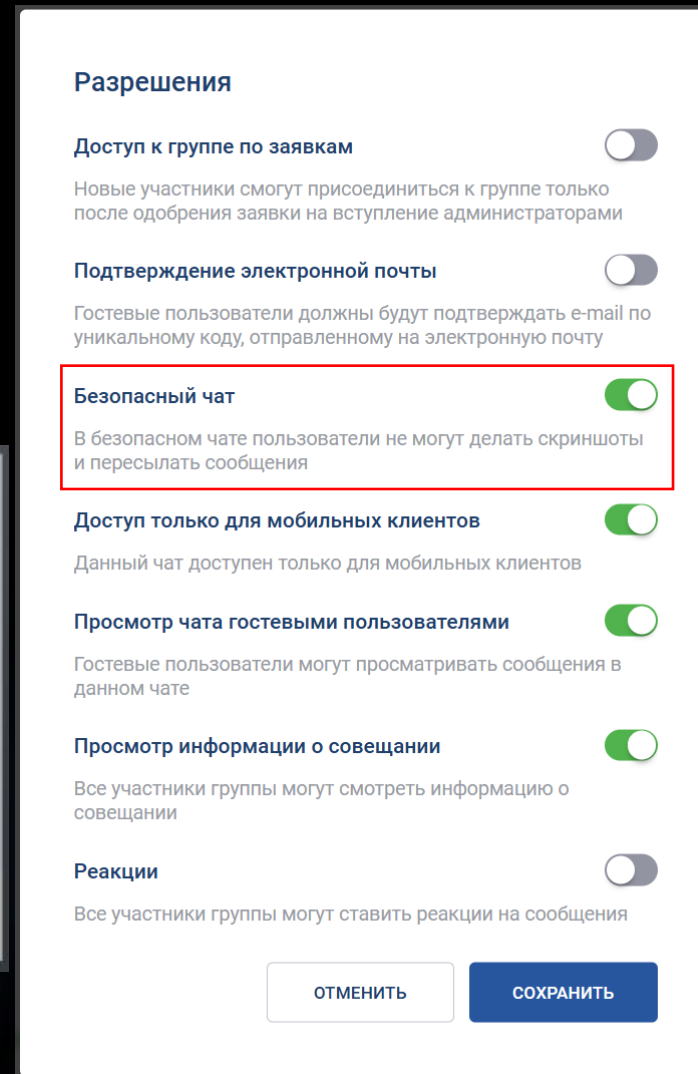 Разрешения
Доступ к группе по заявкам
Новые участники смогут присоединиться к группе только
после одобрения заявки на вступление администраторами
Подтверждение электронной почты
Гостевые пользователи должны будут подтверждать e-mail по
уникальному коду, отправленному на электронную почту
Безопасный чат
В безопасном чате пользователи не могут делать скриншоты
и пересылать сообщения
Доступ только для мобильных клиентов
Данный чат доступен только для мобильных клиентов
Просмотр чата гостевыми пользователями
Гостевые пользователи могут просматривать сообщения в
данном чате
Просмотр информации о совещании
Все участники группы могут смотреть информацию о
совещании
Реакции
Все участники группы могут ставить реакции на сообщения
ОТМЕНИТЬ СОХРАНИТЬ